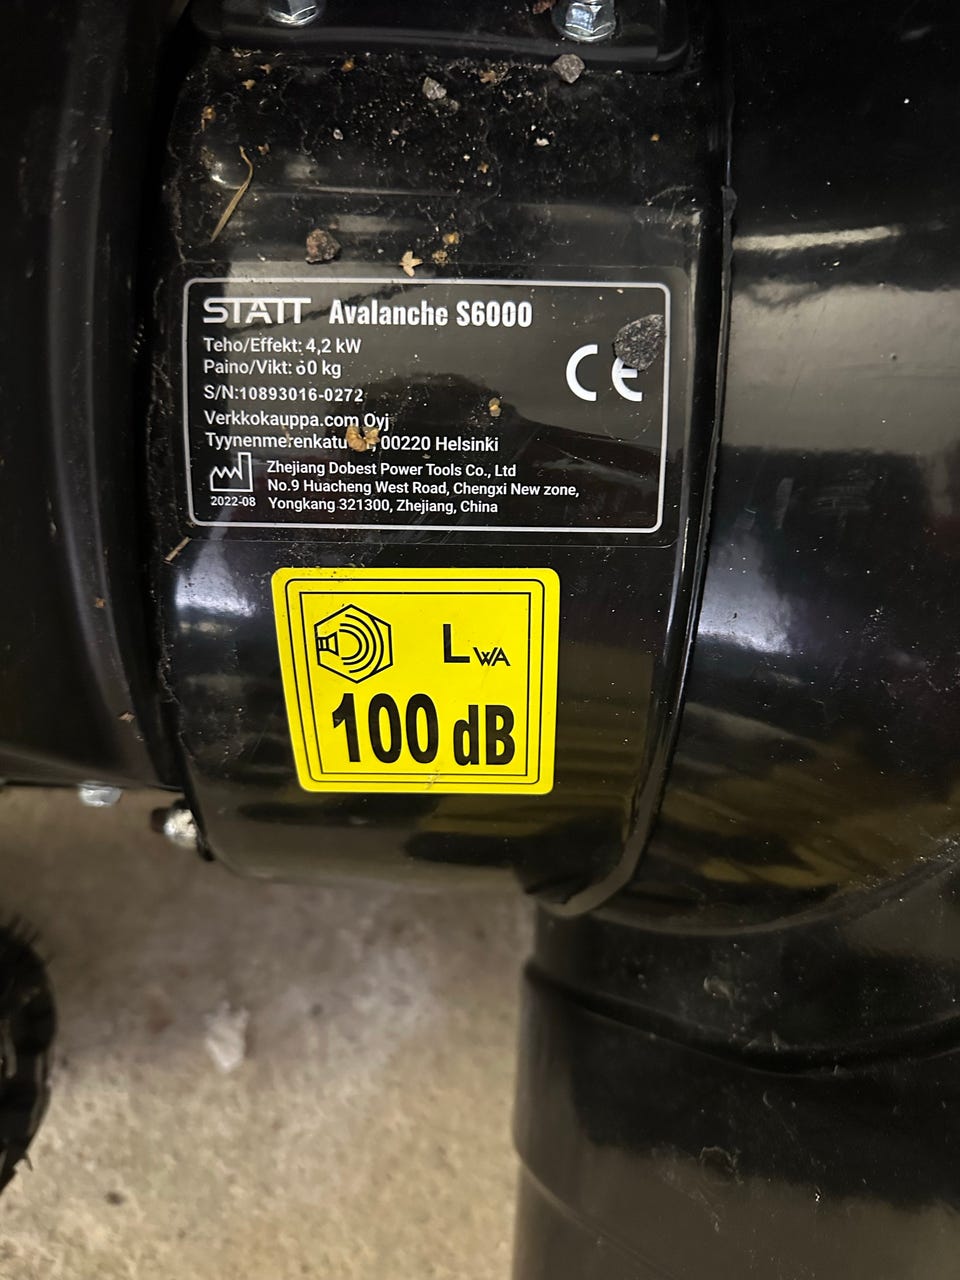 STATT Avalanche S6000
Teho/Effekt: 4,2 kW
Paino/Vikt: kg
S/N:10893016-0272
CE
Verkkokauppa.com Oyj
00220 Helsinki
Zhejiang Dobest Power Tools Co., Ltd
No.9 Huacheng West Road, Chengxi New zone,
2022-08
Yongkang 321300, Zhejiang, China
LWA
100 dB